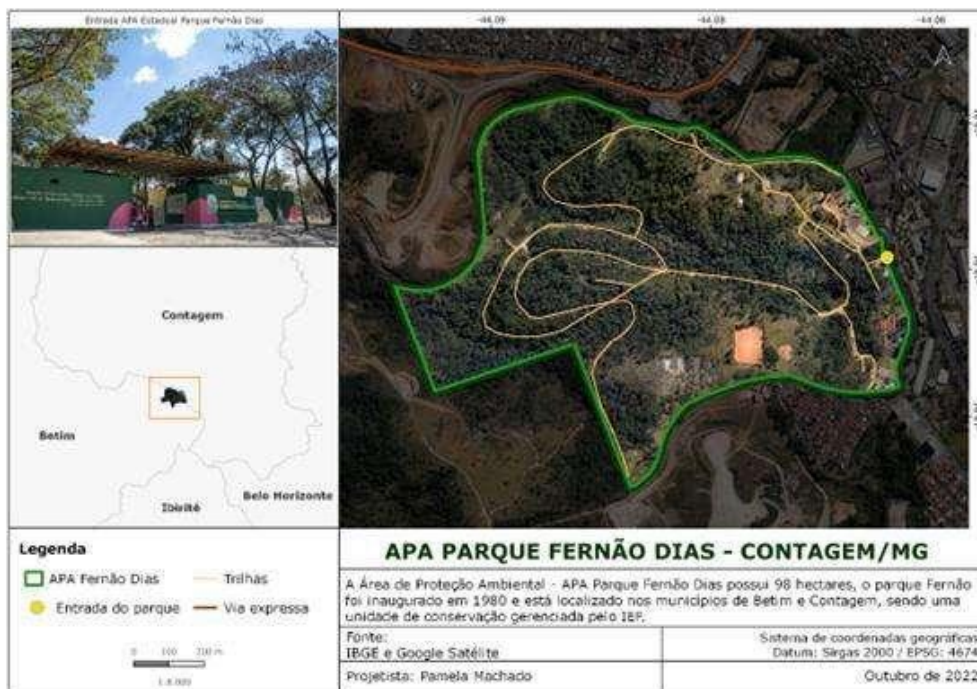 Entrada APA Estadual Parque Fernão Dias
-44.09
-44.08
-44.06
Contagem
Betim
Ibirité
Belo Horizonte
Legenda
APA Fernão Dias
Trilhas
Entrada do parque
Via expressa
0 100 200 m
1:8.000
APA PARQUE FERNÃO DIAS - CONTAGEM/MG
A Área de Proteção Ambiental - APA Parque Fernão Dias possui 98 hectares, o parque Fernão
foi inaugurado em 1980 e está localizado nos municípios de Betim e Contagem, sendo uma
unidade de conservação gerenciada pelo IEF.
Fonte:
IBGE e Google Satélite
Sistema de coordenadas geográficas
Datum: Sirgas 2000 / EPSG: 4674
Projetista: Pamela Machado
Outubro de 2022